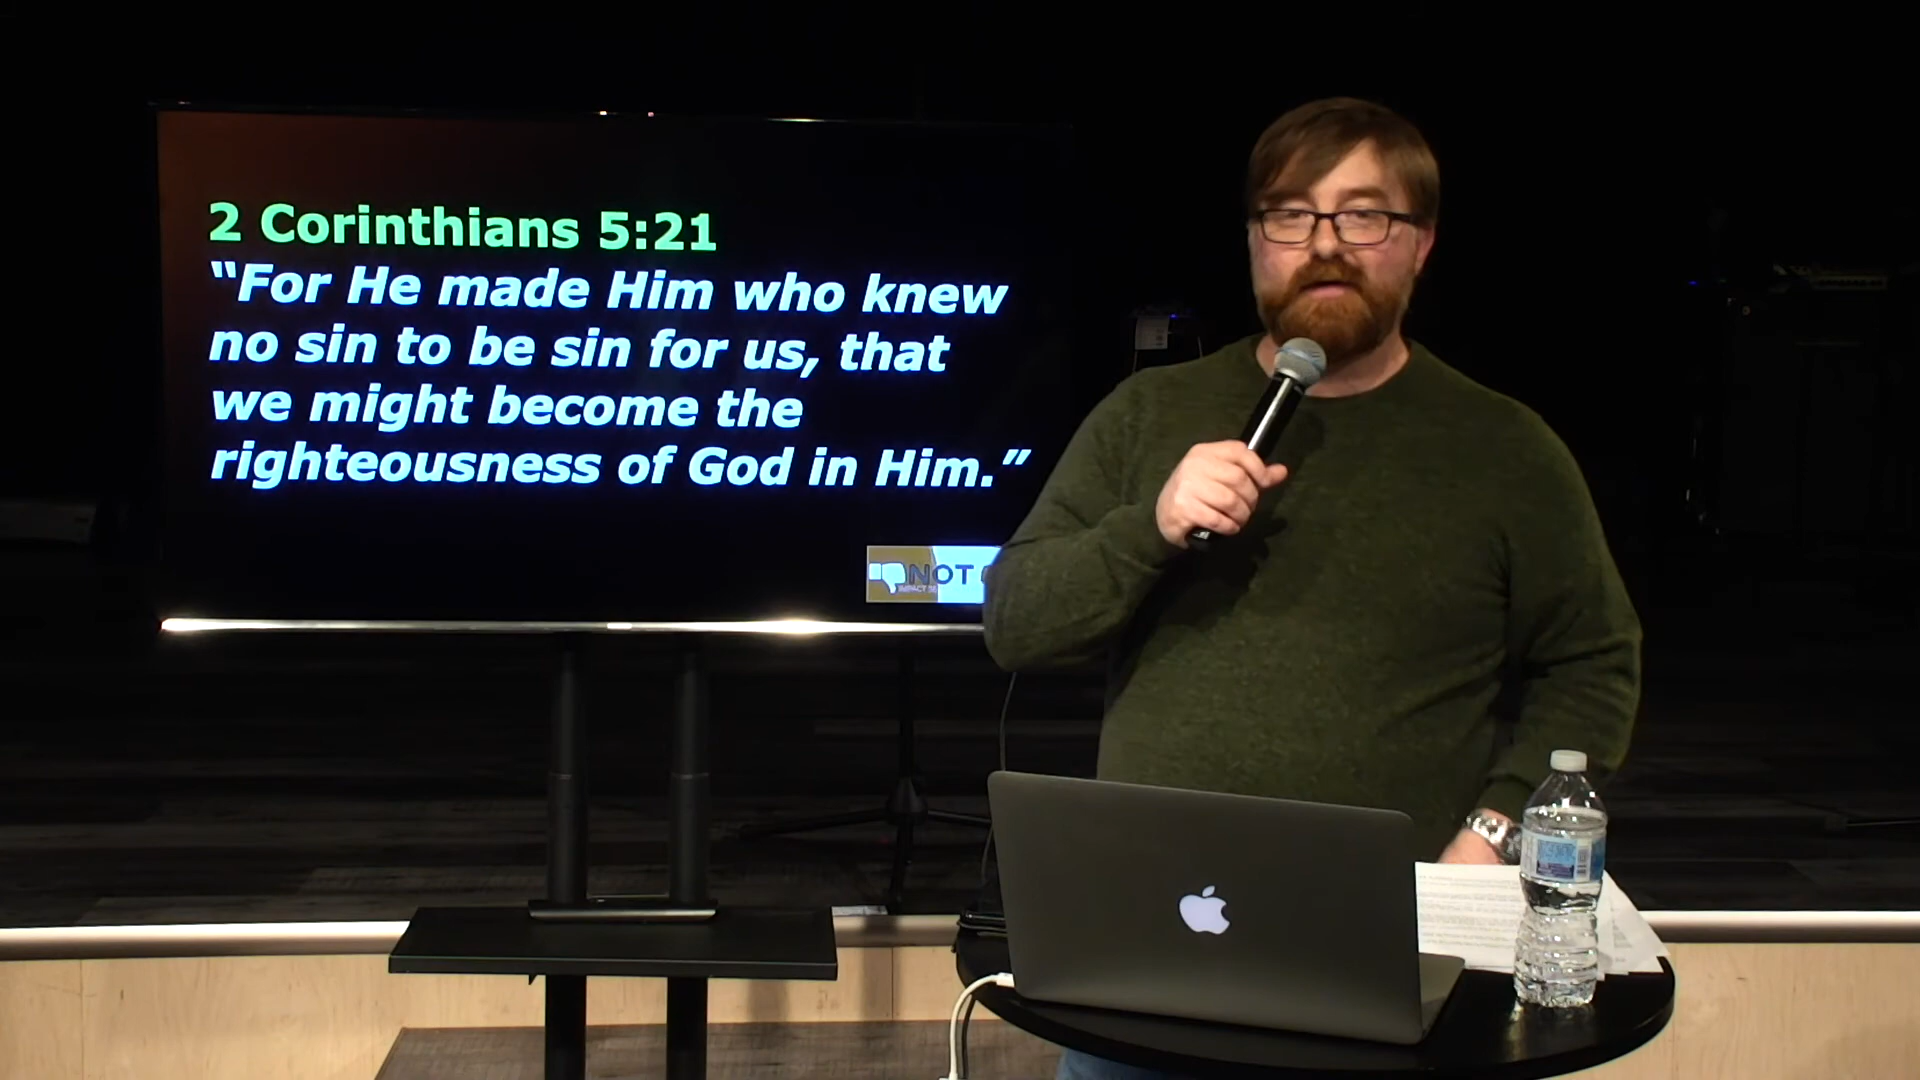 2 Corinthians 5:21
“For He made Him who knew
no sin to be sin for us, that
we might become the
righteousness of God in Him.”
NOT
IMPACT